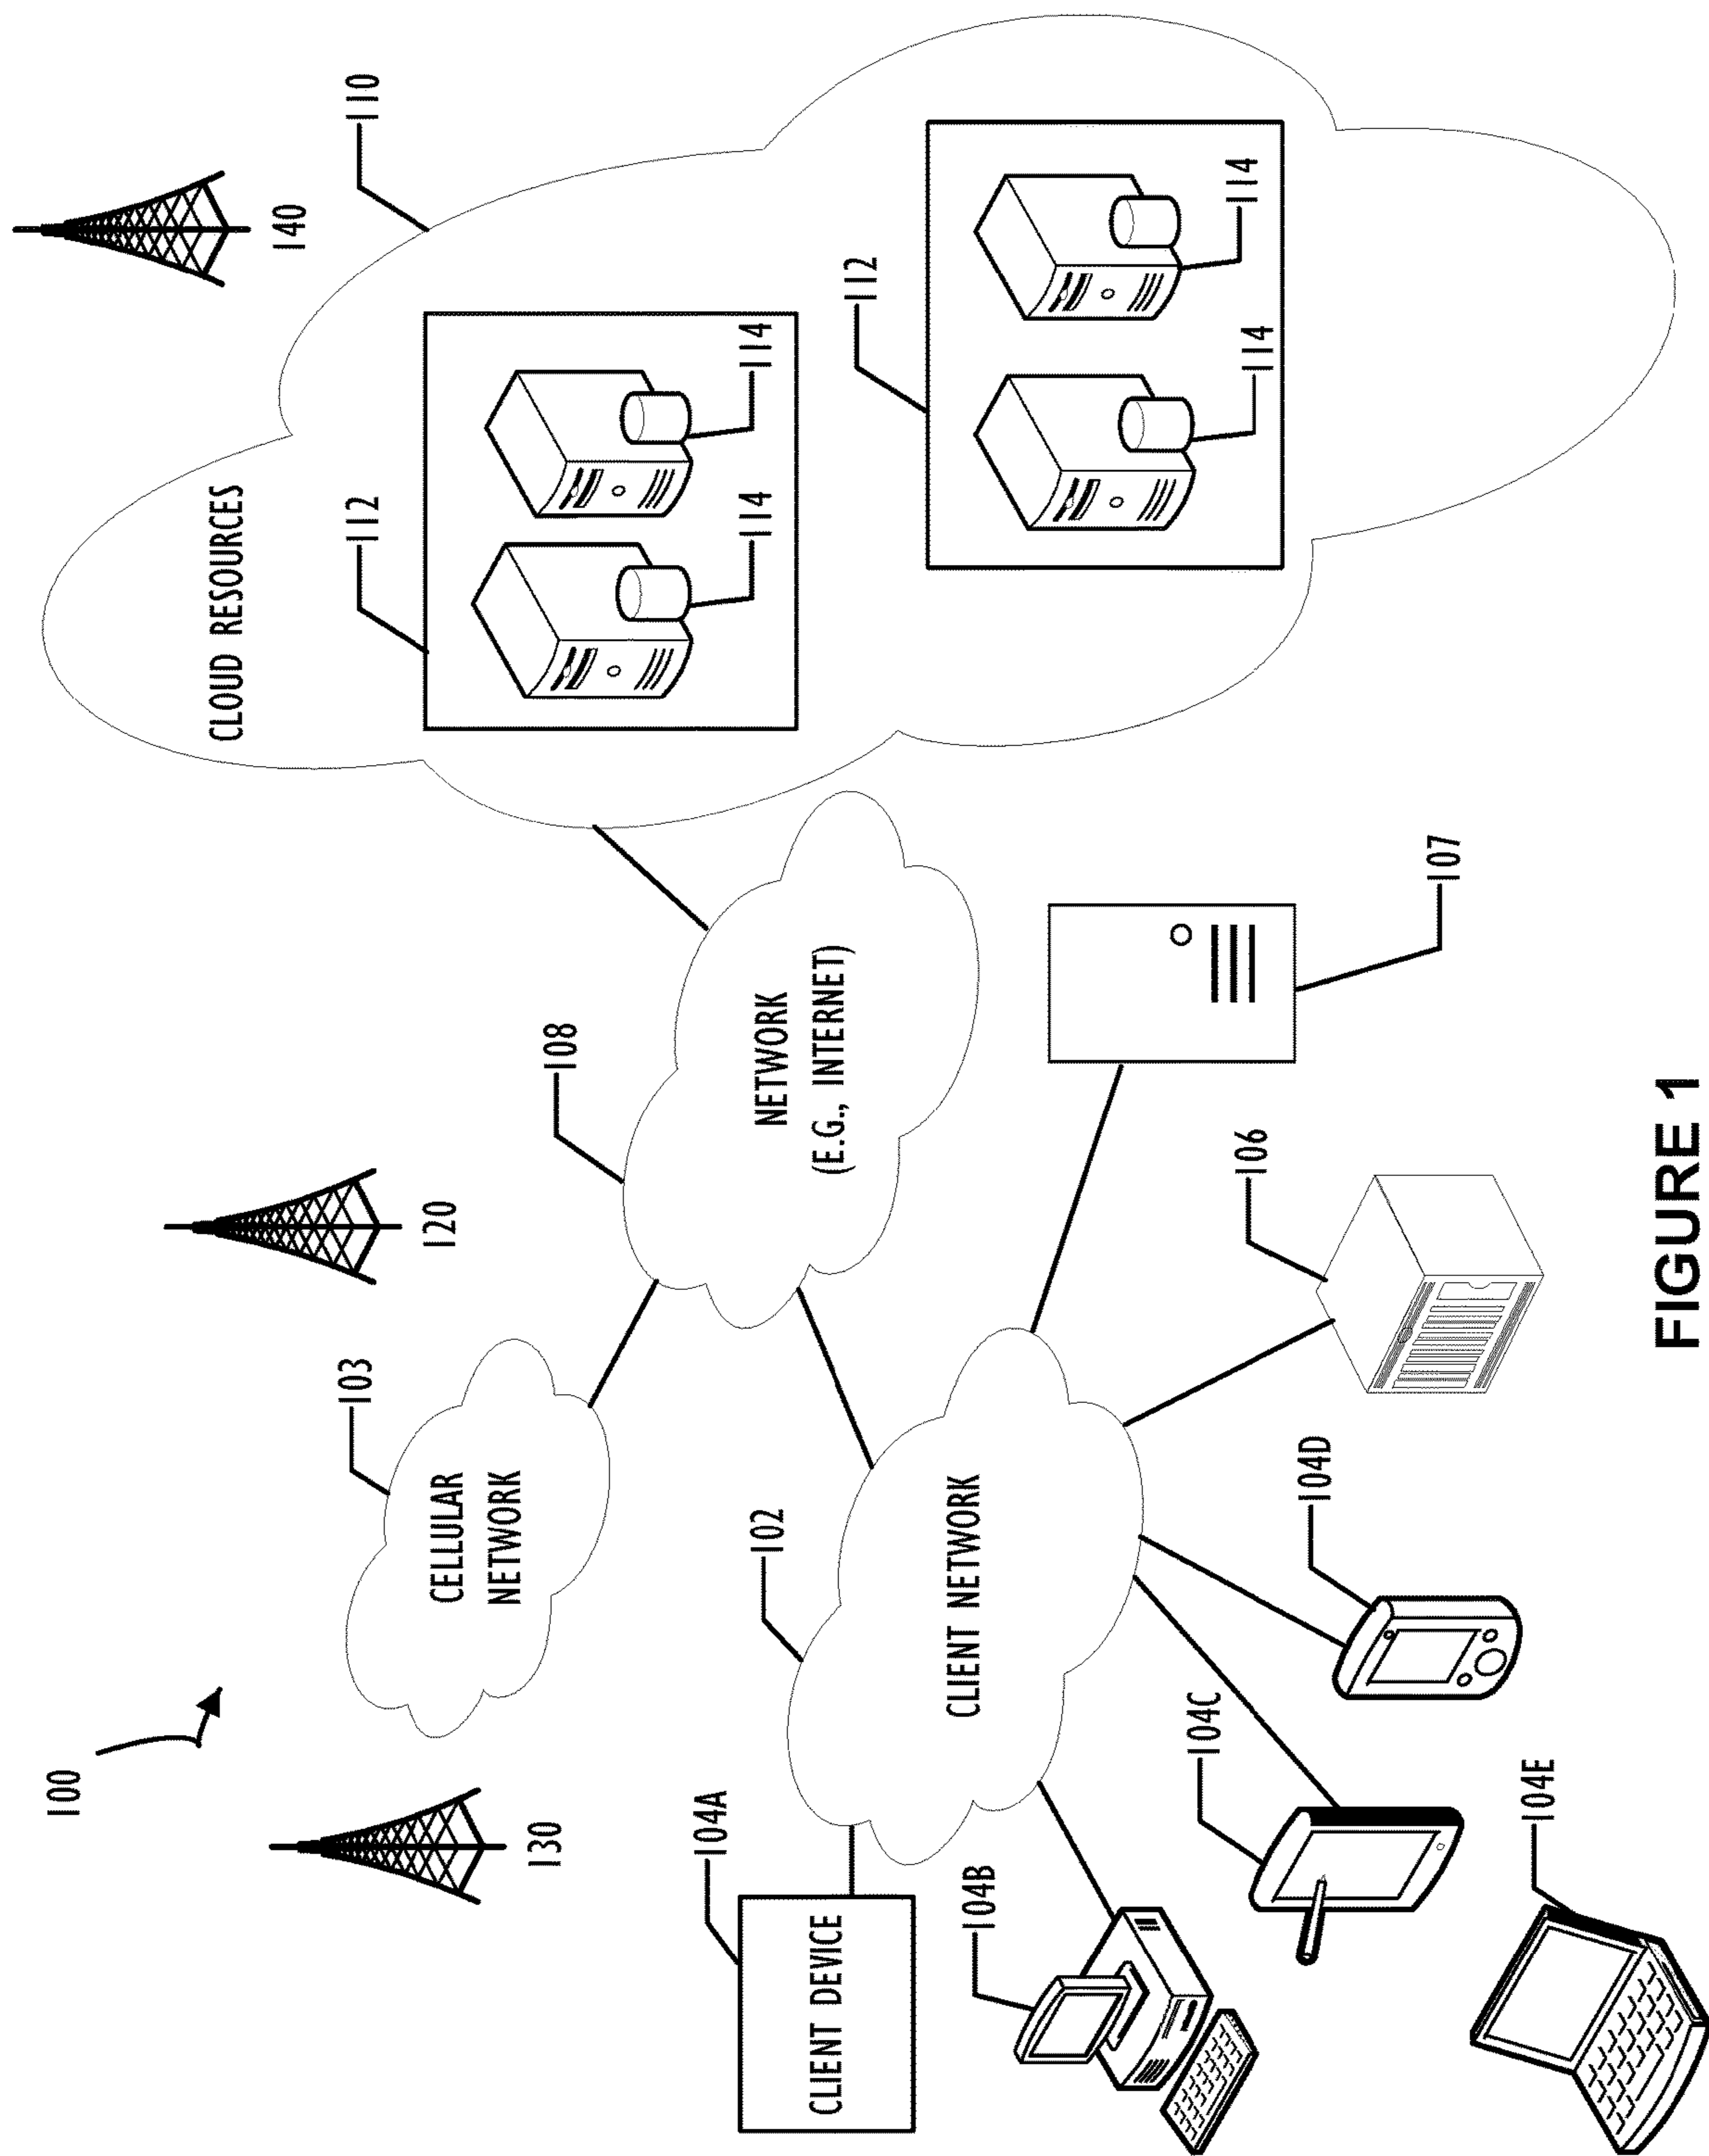 100
130
120
140
CELLULAR
NETWORK
103
108
NETWORK
(E.G., INTERNET)
CLOUD RESOURCES
110
112
114
114
112
114
114
104A
CLIENT DEVICE
102
CLIENT NETWORK
104B
104C
104D
104E
106
107
FIGURE 1